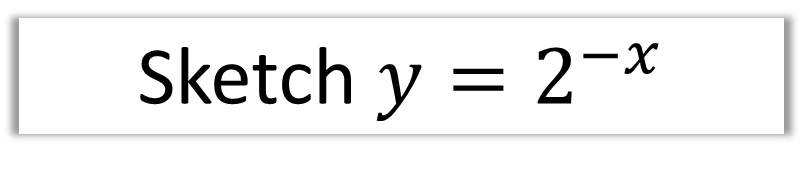 Sketch y = 2⁻ˣ